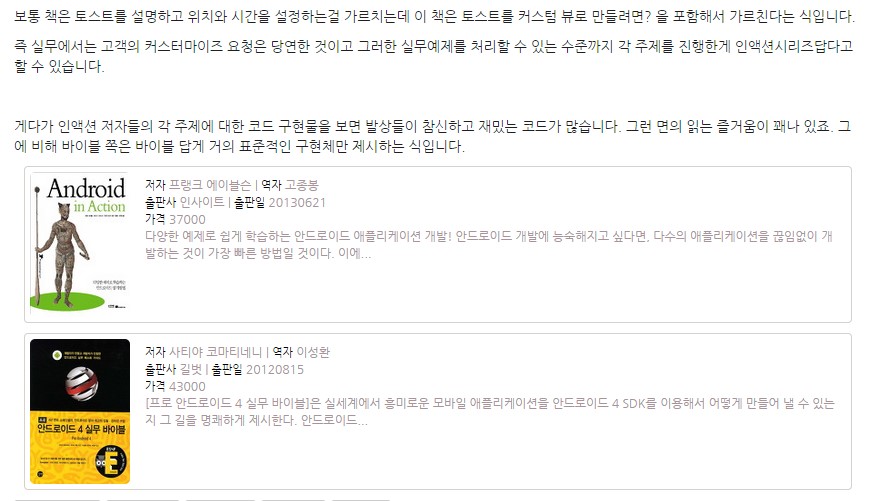 보통 책은 토스트를 설명하고 위치와 시간을 설정하는걸 가르치는데 이 책은 토스트를 커스텀 뷰로 만들려면? 을 포함해서 가르친다는 식입니다.
즉 실무에서는 고객의 커스터마이즈 요청은 당연한 것이고 그러한 실무예제를 처리할 수 있는 수준까지 각 주제를 진행한게 인액션시리즈답다고
할 수 있습니다.
게다가 인액션 저자들의 각 주제에 대한 코드 구현물을 보면 발상들이 참신하고 재밌는 코드가 많습니다. 그런 면의 읽는 즐거움이 꽤나 있죠. 그
에 비해 바이블 쪽은 바이블 답게 거의 표준적인 구현체만 제시하는 식입니다.
Android
in Action
저자 프랭크 에이블슨 | 역자 고종봉
출판사 인사이트 | 출판일 20130621
가격 37000
다양한 예제로 쉽게 학습하는 안드로이드 애플리케이션 개발! 안드로이드 개발에 능숙해지고 싶다면, 다수의 애플리케이션을 끊임없이 개
발하는 것이 가장 빠른 방법일 것이다. 이에...
안드로이드 4 실무 바이블
저자 사티야 코마티네니 | 역자 이성환
출판사 길벗 | 출판일 20120815
가격 43000
[프로 안드로이드 4 실무 바이블]은 실세계에서 흥미로운 모바일 애플리케이션을 안드로이드 4 SDK를 이용해서 어떻게 만들어 낼 수 있는
지 그 길을 명쾌하게 제시한다. 안드로이드...